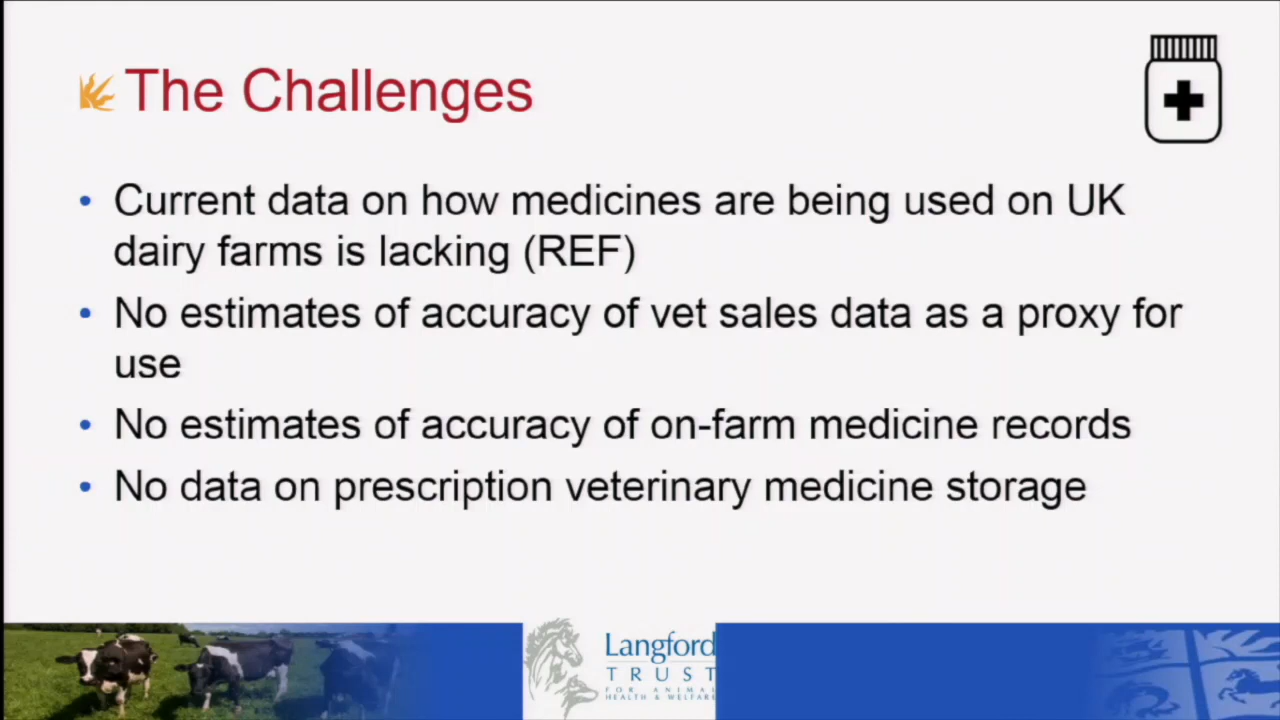 The Challenges
• Current data on how medicines are being used on UK
dairy farms is lacking (REF)
• No estimates of accuracy of vet sales data as a proxy for
use
• No estimates of accuracy of on-farm medicine records
• No data on prescription veterinary medicine storage
Langford
TRUST
FOR ANIMAL
HEALTH & WELFARE